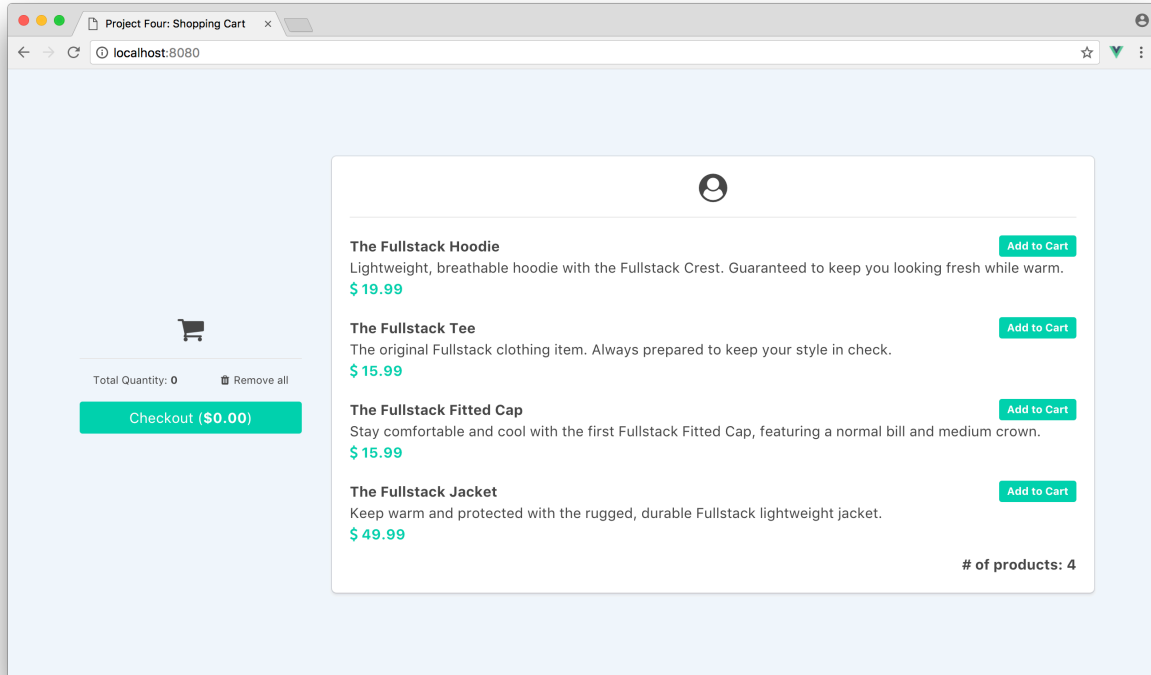 Project Four: Shopping Cart
localhost:8080
The Fullstack Hoodie
Add to Cart
Lightweight, breathable hoodie with the Fullstack Crest. Guaranteed to keep you looking fresh while warm.
$ 19.99
The Fullstack Tee
Add to Cart
The original Fullstack clothing item. Always prepared to keep your style in check.
$ 15.99
Total Quantity: 0
Remove all
Checkout ($0.00)
The Fullstack Fitted Cap
Add to Cart
Stay comfortable and cool with the first Fullstack Fitted Cap, featuring a normal bill and medium crown.
$ 15.99
The Fullstack Jacket
Add to Cart
Keep warm and protected with the rugged, durable Fullstack lightweight jacket.
$ 49.99
# of products: 4